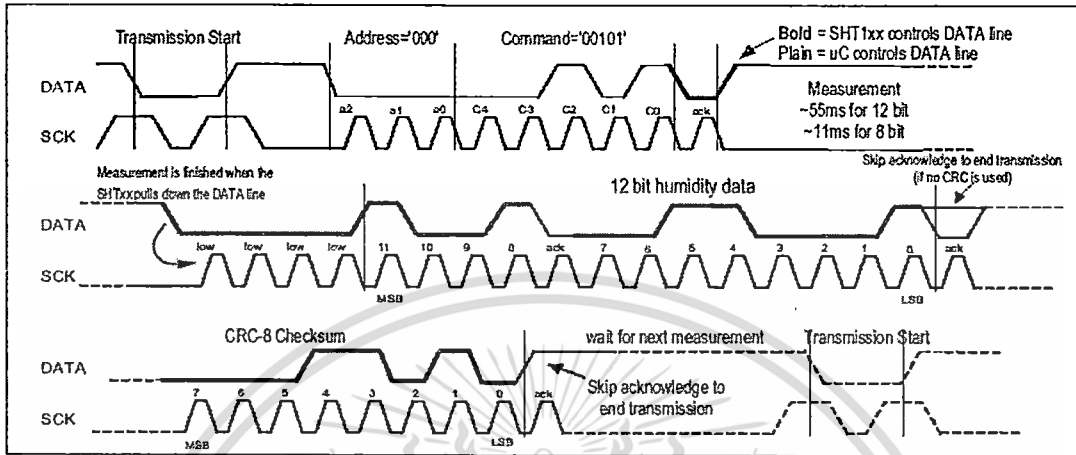 Transmission Start Address='000' Command='00101'
Bold = SHT1xx controls DATA line
Plain = uC controls DATA line
DATA
a2 a1 a0 C4 C3 C2 C1 C0 ack
SCK
Measurement
~55ms for 12 bit
~11ms for 8 bit
Measurement is finished when the
SHTxxpulls down the DATA line
12 bit humidity data
Skip acknowledge to end transmission
(if no CRC is used)
DATA
low low low low 11 10 9 8 ack 7 6 5 4 3 2 1 0 ack
SCK
MSB LSB
CRC-8 Checksum wait for next measurement Transmission Start
DATA
Skip acknowledge to
end transmission
7 6 5 4 3 2 1 0 ack
SCK
MSB LSB